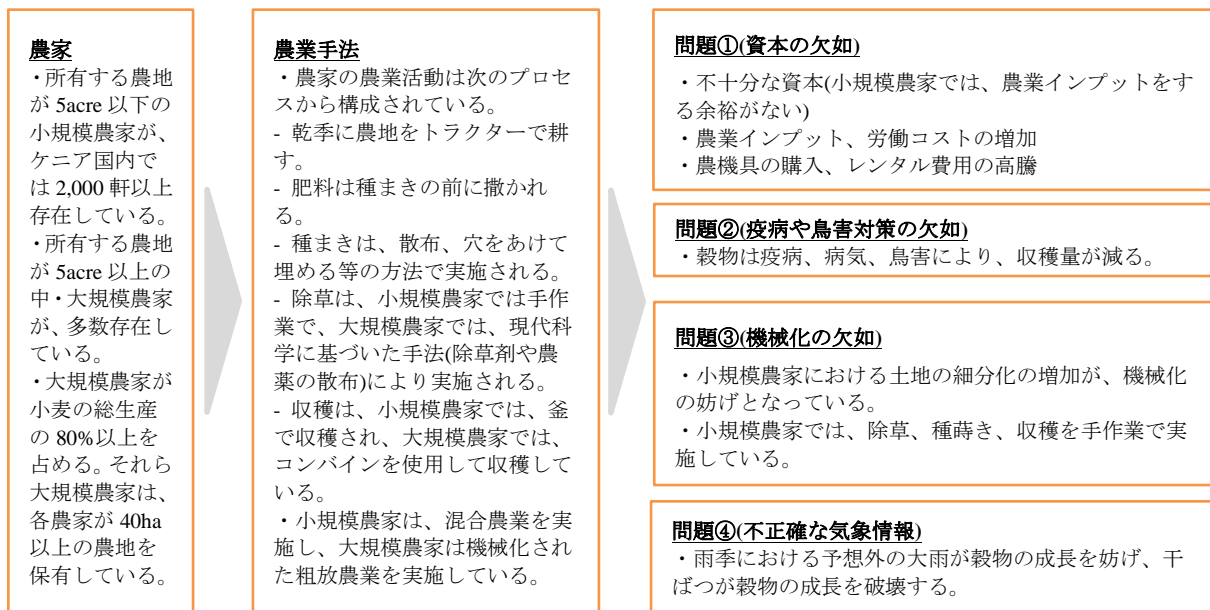 農家
・所有する農地
が 5acre 以下の
小規模農家が、
ケニア国内で
は 2,000 軒以上
存在している。
・所有する農地
が 5acre 以上の
中・大規模農家
が、多数存在し
ている。
・大規模農家が
小麦の総生産
の 80%以上を
占める。それら
大規模農家は、
各農家が 40ha
以上の農地を
保有している。
農業手法
・農家の農業活動は次のプロセ
スから構成されている。
- 乾季に農地をトラクターで耕
す。
- 肥料は種まきの前に撒かれ
る。
- 種まきは、散布、穴をあけて
埋める等の方法で実施される。
- 除草は、小規模農家では手作
業で、大規模農家では、現代科
学に基づいた手法(除草剤や農
薬の散布)により実施される。
- 収穫は、小規模農家では、釜
で収穫され、大規模農家では、
コンバインを使用して収穫して
いる。
・小規模農家は、混合農業を実
施し、大規模農家は機械化され
た粗放農業を実施している。
問題①(資本の欠如)
・不十分な資本(小規模農家では、農業インプットをす
る余裕がない)
・農業インプット、労働コストの増加
・農機具の購入、レンタル費用の高騰
問題②(疫病や鳥害対策の欠如)
・穀物は疫病、病気、鳥害により、収穫量が減る。
問題③(機械化の欠如)
・小規模農家における土地の細分化の増加が、機械化
の妨げとなっている。
・小規模農家では、除草、種蒔き、収穫を手作業で実
施している。
問題④(不正確な気象情報)
・雨季における予想外の大雨が穀物の成長を妨げ、干
ばつが穀物の成長を破壊する。